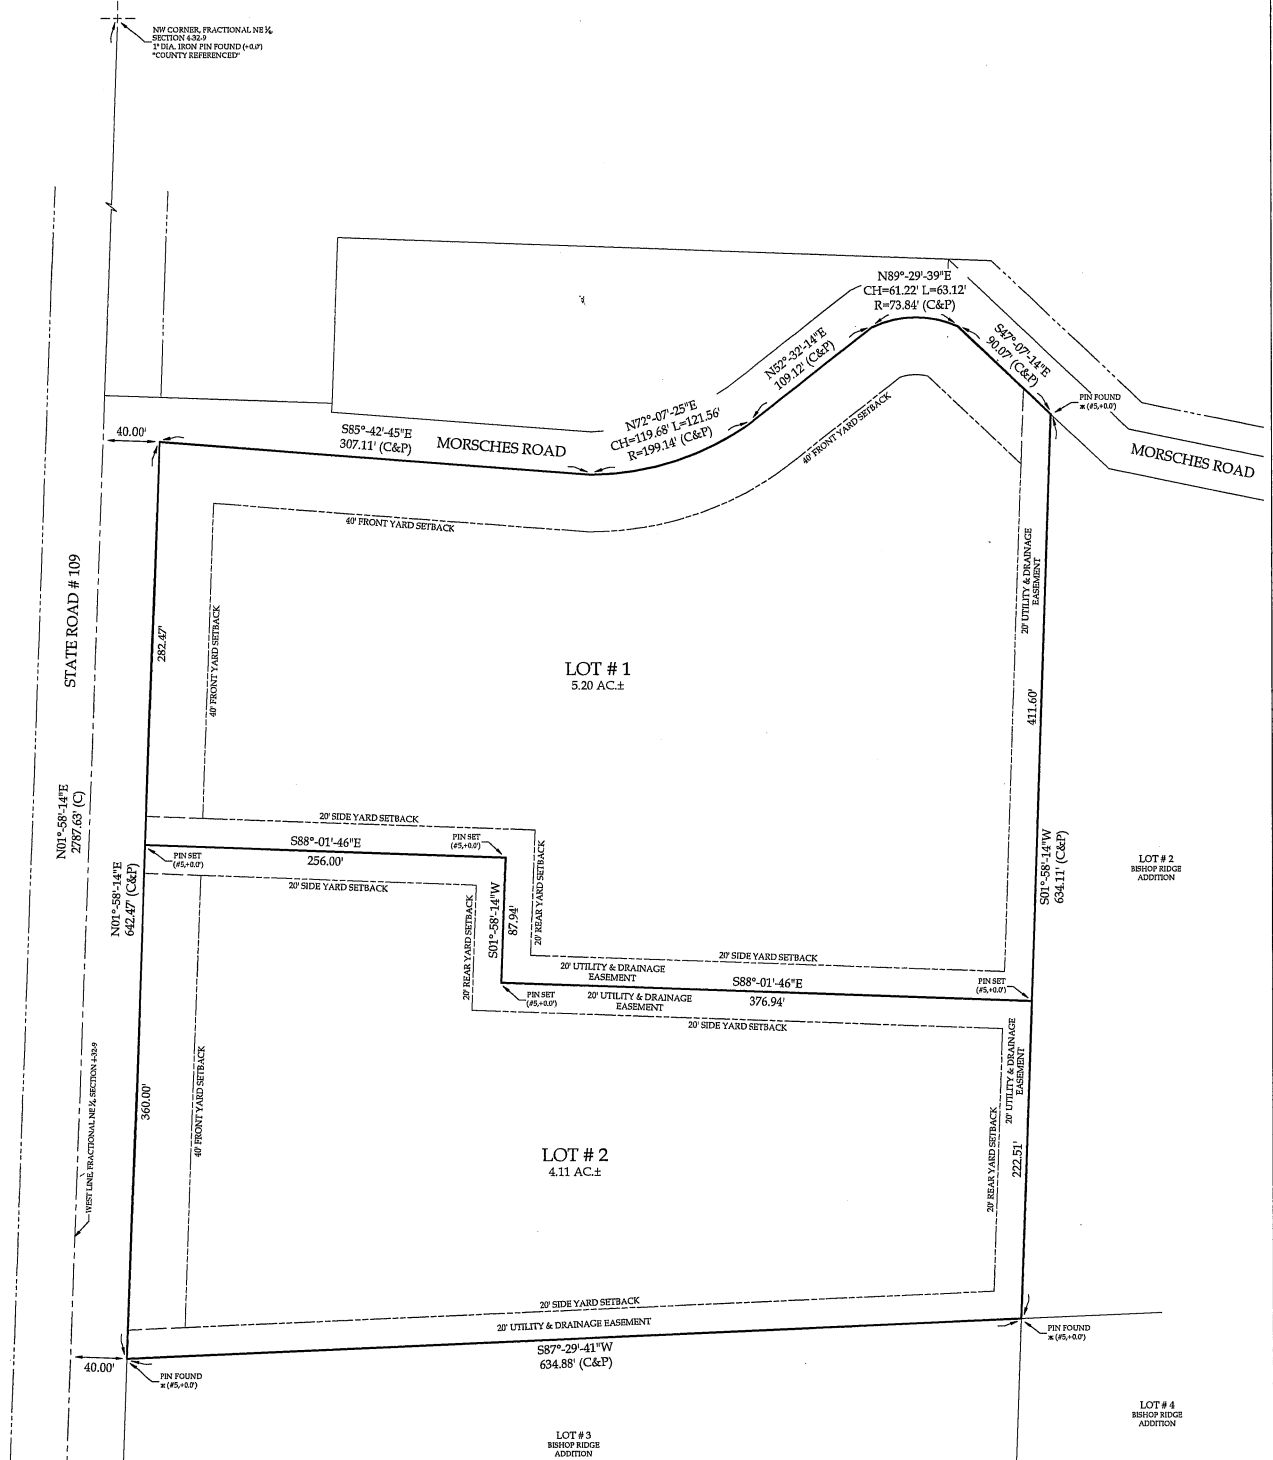 NW CORNER, FRACTIONAL NE ¼,
SECTION 4-32-9
1" DIA. IRON PIN FOUND (+0.0')
"COUNTY REFERENCED"
N89°-29'-39"E
CH=61.22' L=63.12'
R=73.84' (C&P)
S47°-07'-14"E
90.07' (C&P)
N52°-32'-14"E
109.12' (C&P)
N72°-07'-25"E
CH=119.68' L=121.56'
R=199.14' (C&P)
PIN FOUND
(#5,+0.0')
40.00'
S85°-42'-45"E
307.11' (C&P)
MORSCHES ROAD
MORSCHES ROAD
40' FRONT YARD SETBACK
40' FRONT YARD SETBACK
STATE ROAD # 109
282.47'
40' FRONT YARD SETBACK
20' UTILITY & DRAINAGE
EASEMENT
LOT # 1
5.20 AC.±
411.60'
N01°-58'-14"E
2787.63' (C)
20' SIDE YARD SETBACK
S88°-01'-46"E
256.00'
PIN SET
(#5,+0.0')
PIN SET
(#5,+0.0')
N01°-58'-14"E
642.47' (C&P)
20' SIDE YARD SETBACK
S01°-58'-14"W
87.94'
20' REAR YARD SETBACK
20' REAR YARD SETBACK
S01°-58'-14"W
634.11' (C&P)
LOT # 2
BISHOP RIDGE
ADDITION
20' SIDE YARD SETBACK
20' UTILITY & DRAINAGE
EASEMENT
S88°-01'-46"E
376.94'
PIN SET
(#5,+0.0')
PIN SET
(#5,+0.0')
20' UTILITY & DRAINAGE
EASEMENT
20' SIDE YARD SETBACK
20' UTILITY & DRAINAGE
EASEMENT
WEST LINE, FRACTIONAL NE ¼, SECTION 4-32-9
360.00'
40' FRONT YARD SETBACK
LOT # 2
4.11 AC.±
20' REAR YARD SETBACK
222.51'
20' SIDE YARD SETBACK
20' UTILITY & DRAINAGE EASEMENT
S87°-29'-41"W
634.88' (C&P)
PIN FOUND
(#5,+0.0')
40.00'
PIN FOUND
(#5,+0.0')
LOT # 3
BISHOP RIDGE
ADDITION
LOT # 4
BISHOP RIDGE
ADDITION